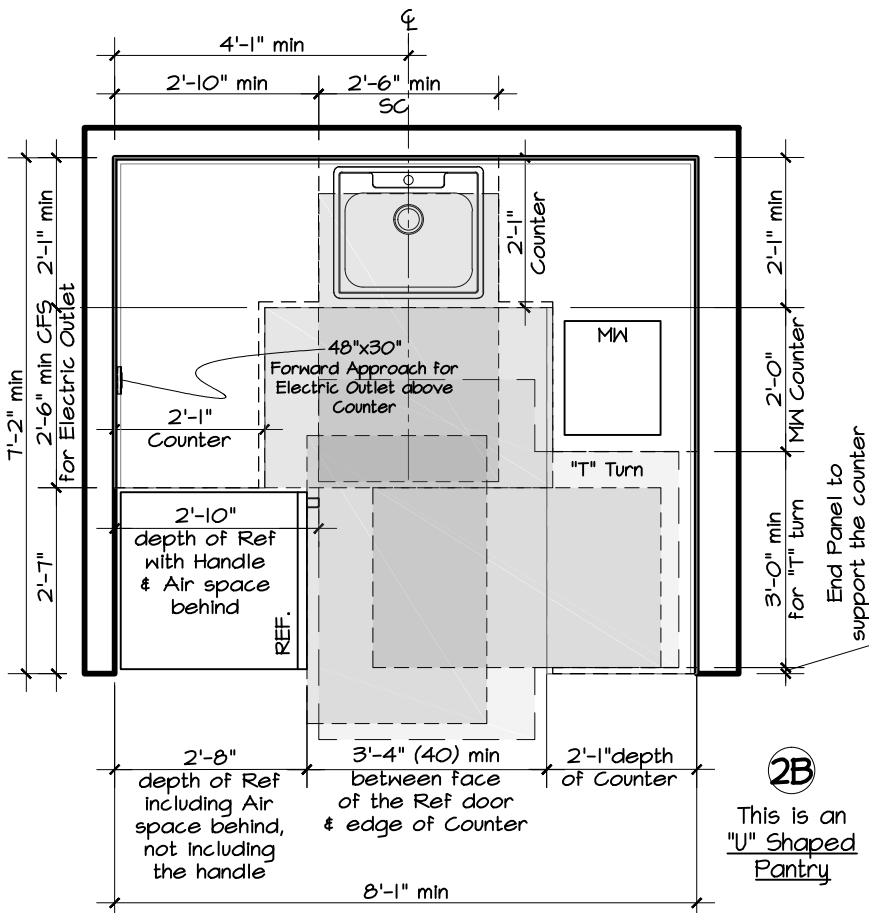 ℄
4'-1" min
2'-10" min
2'-6" min
SC
7'-2" min
2'-1" min
2'-6" min CFS
for Electric Outlet
2'-7"
2'-1"
Counter
2'-1" min
2'-0"
MW Counter
3'-0" min
for "T" turn
End Panel to
support the counter
MW
48"x30"
Forward Approach for
Electric Outlet above
Counter
2'-1"
Counter
"T" Turn
2'-10"
depth of Ref
with Handle
& Air space
behind
REF.
2'-8"
depth of Ref
including Air
space behind,
not including
the handle
3'-4" (40) min
between face
of the Ref door
& edge of Counter
2'-1"depth
of Counter
8'-1" min
2B
This is an
"U" Shaped
Pantry